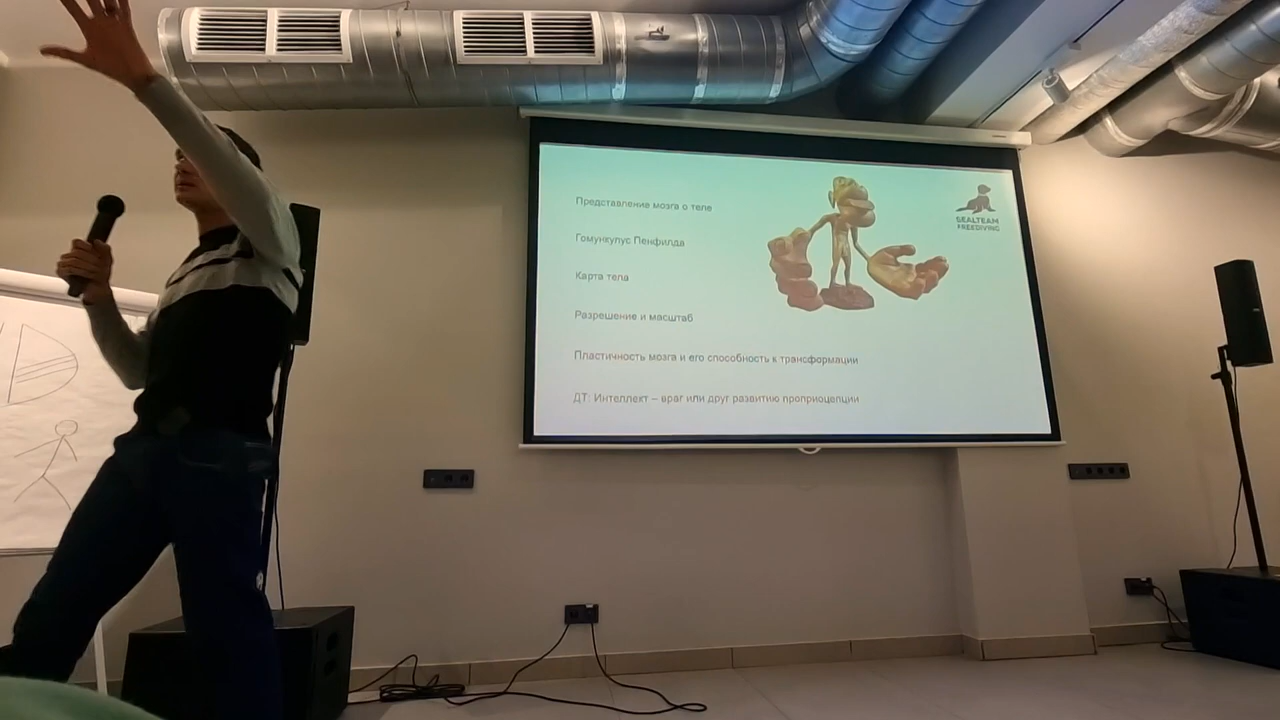 Представление мозга о теле
Гомункулус Пенфилда
Карта тела
Разрешение и масштаб
Пластичность мозга и его способность к трансформации
ДТ: Интеллект – враг или друг развитию проприоцепции
SEALTEAM
FREEDIVING